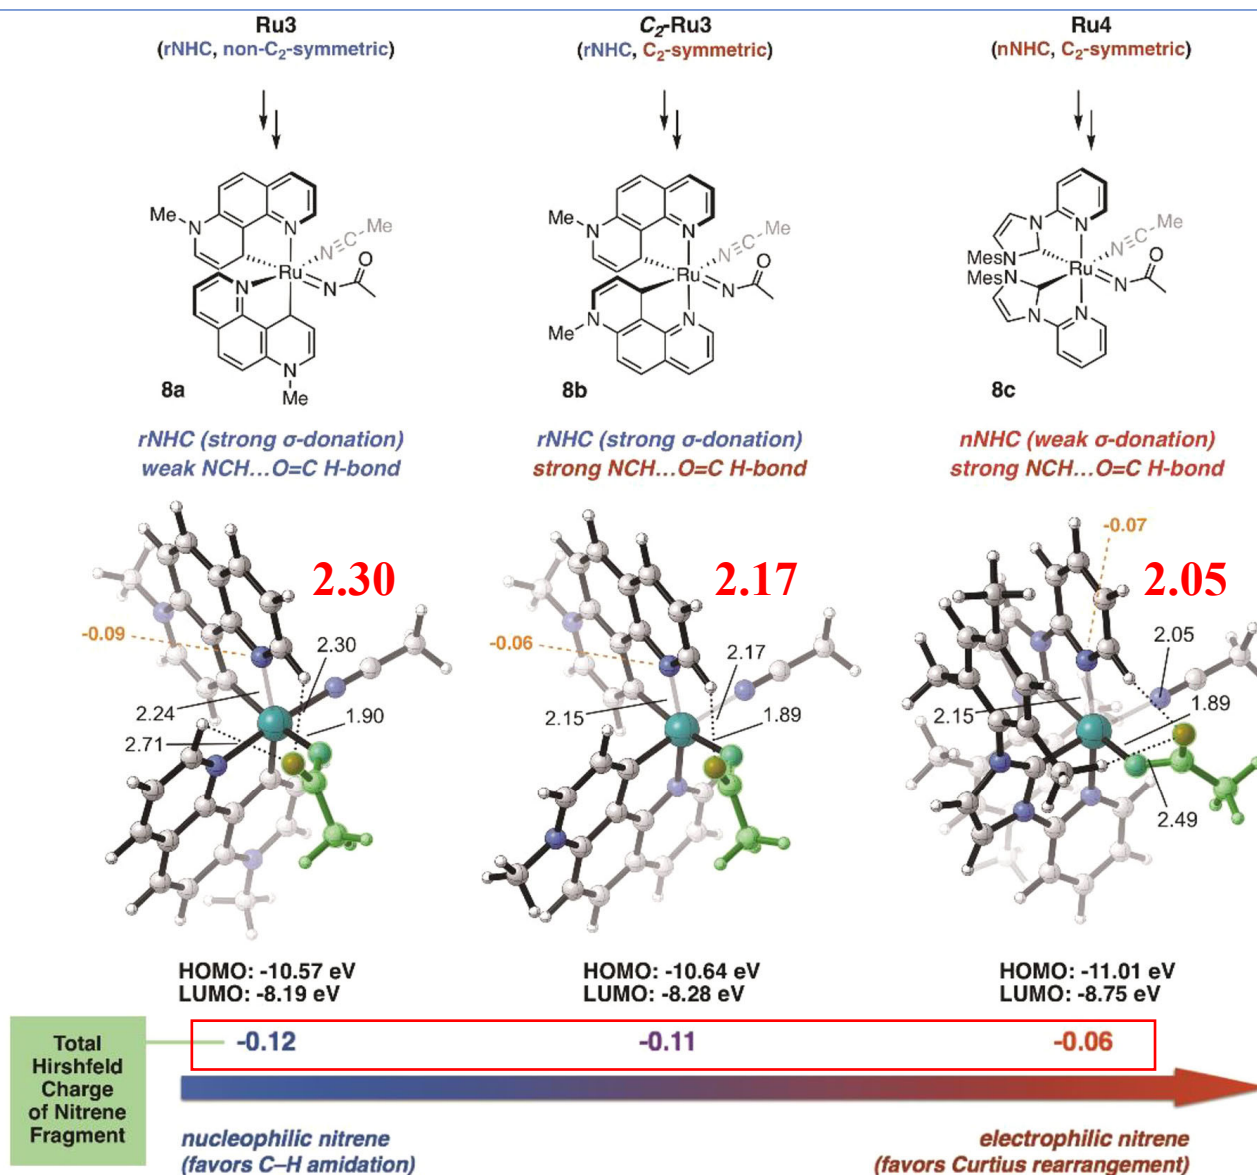 Ru3
(rNHC, non-C₂-symmetric)
C₂-Ru3
(rNHC, C₂-symmetric)
Ru4
(nNHC, C₂-symmetric)
Me
N
N
N≡C
Me
Ru
N
O
N
N
Me
8a
Me
N
N
N≡C
Me
Ru
N
O
Me
N
N
8b
N
N
N
Mes
Mes
N≡C
Me
Ru
N
O
N
N
N
8c
rNHC (strong σ-donation)
weak NCH...O=C H-bond
rNHC (strong σ-donation)
strong NCH...O=C H-bond
nNHC (weak σ-donation)
strong NCH...O=C H-bond
2.30
-0.09
2.30
2.24
1.90
2.71
2.17
-0.06
2.17
2.15
1.89
-0.07
2.05
2.05
2.15
1.89
2.49
HOMO: -10.57 eV
LUMO: -8.19 eV
HOMO: -10.64 eV
LUMO: -8.28 eV
HOMO: -11.01 eV
LUMO: -8.75 eV
Total
Hirshfeld
Charge
of Nitrene
Fragment
-0.12
-0.11
-0.06
nucleophilic nitrene
(favors C–H amidation)
electrophilic nitrene
(favors Curtius rearrangement)